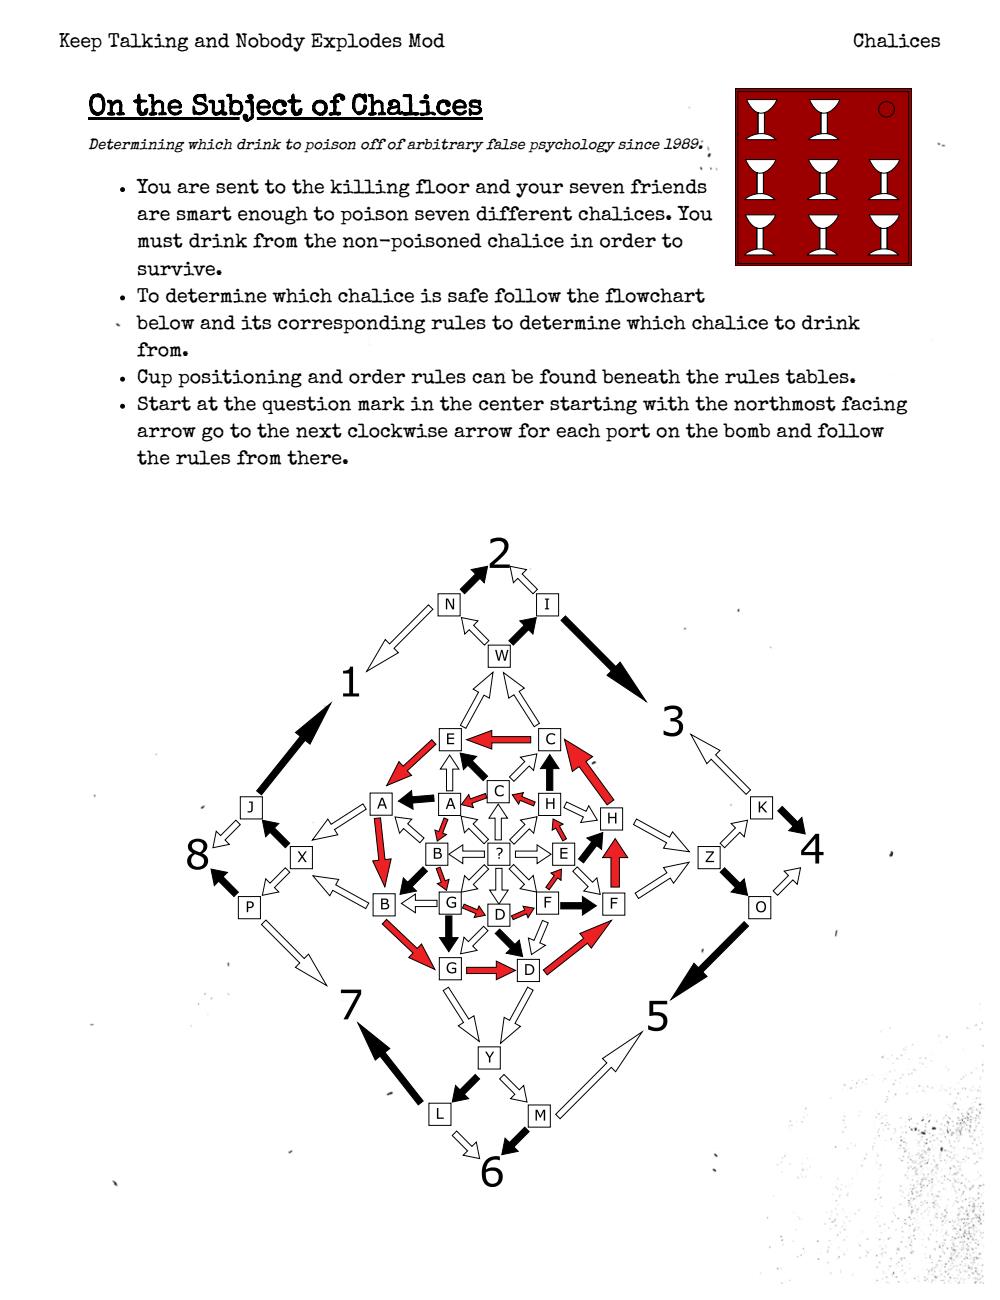 Keep Talking and Nobody Explodes Mod Chalices
On the Subject of Chalices
Determining which drink to poison off of arbitrary false psychology since 1989.
You are sent to the killing floor and your seven friends
are smart enough to poison seven different chalices. You
must drink from the non-poisoned chalice in order to
survive.
To determine which chalice is safe follow the flowchart
below and its corresponding rules to determine which chalice to drink
from.
Cup positioning and order rules can be found beneath the rules tables.
Start at the question mark in the center starting with the northmost facing
arrow go to the next clockwise arrow for each port on the bomb and follow
the rules from there.
2
N I
W
1
3
E C
C
J A A H H K
8 X B ? E Z 4
P B G D F F O
G D
7 5
Y
L M
6